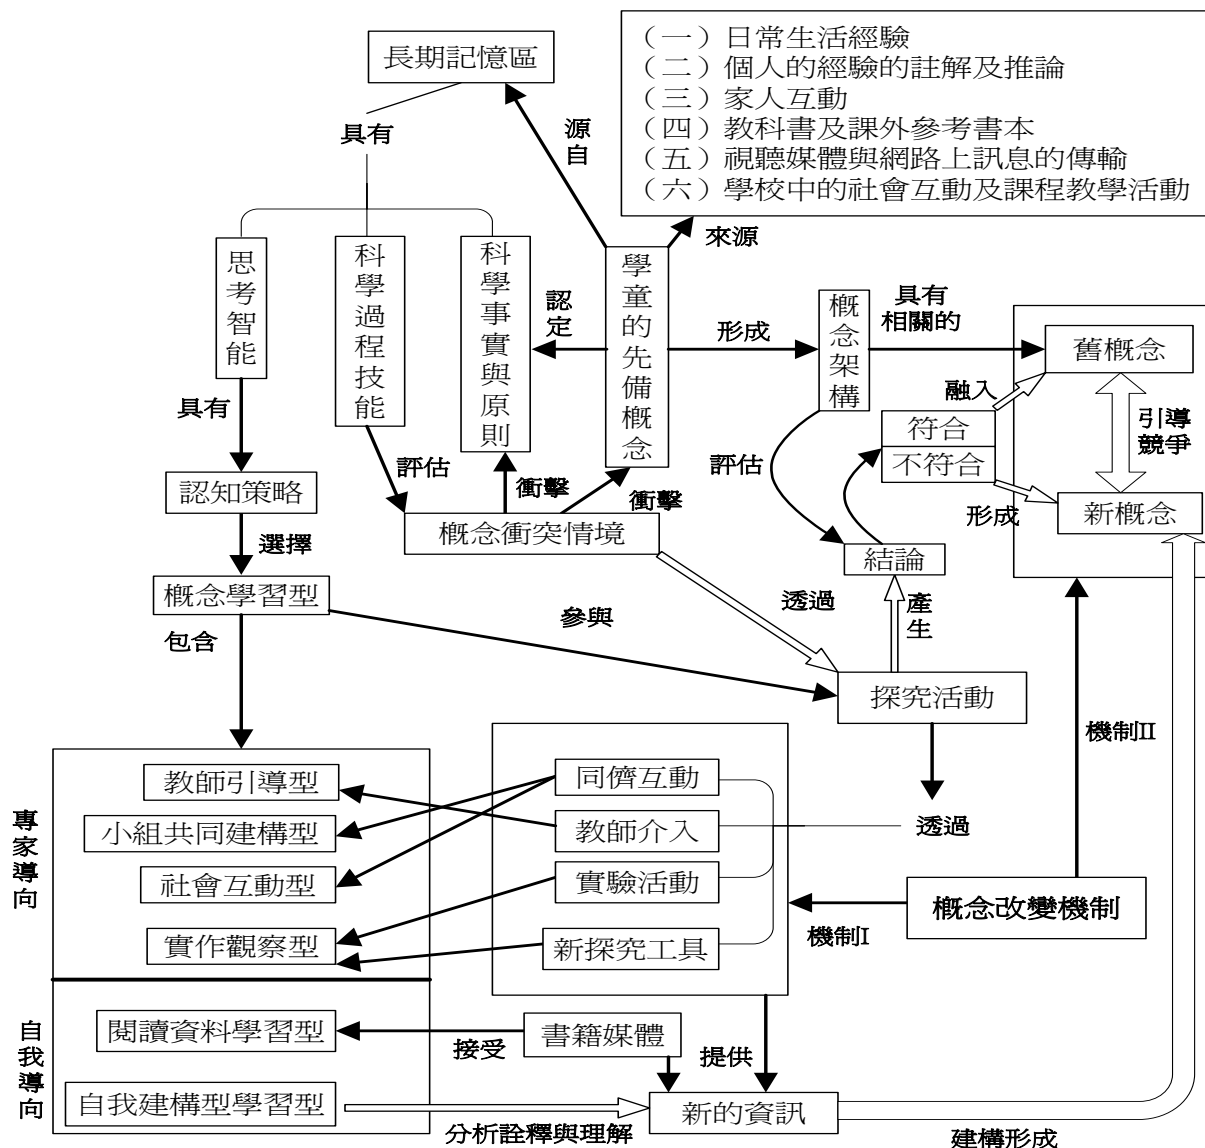 長期記憶區
（一）日常生活經驗
（二）個人的經驗的註解及推論
（三）家人互動
（四）教科書及課外參考書本
（五）視聽媒體與網路上訊息的傳輸
（六）學校中的社會互動及課程教學活動
具有
源自
來源
思考智能
科學過程技能
科學事實與原則
認定
學童的先備概念
形成
概念架構
具有
相關的
舊概念
融入
引導
競爭
符合
不符合
形成
新概念
具有
評估
衝擊
衝擊
評估
認知策略
概念衝突情境
結論
選擇
概念學習型
包含
參與
透過
產生
探究活動
機制II
專家導向
教師引導型
小組共同建構型
社會互動型
實作觀察型
同儕互動
教師介入
實驗活動
新探究工具
透過
概念改變機制
機制I
自我導向
閱讀資料學習型
接受
書籍媒體
提供
自我建構型學習型
分析詮釋與理解
新的資訊
建構形成